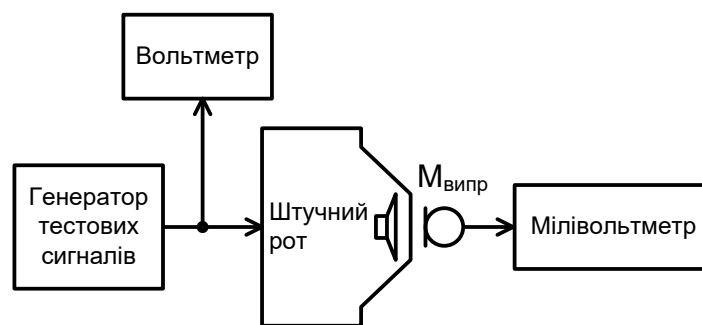 Вольтметр
Генератор
тестових
сигналів
Штучний
рот
Мвипр
Мілівольтметр